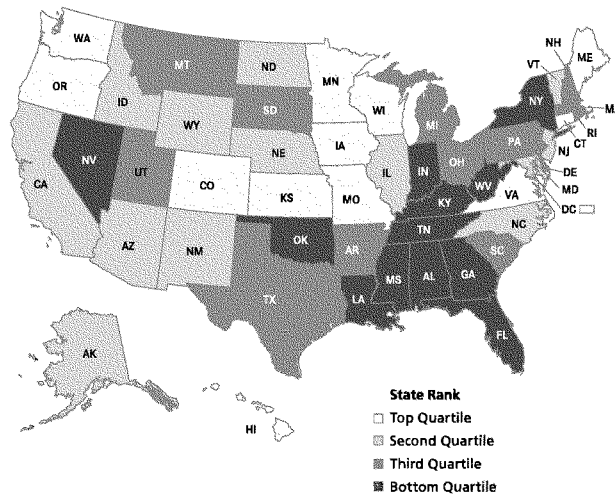 WA
OR
CA
NV
ID
MT
WY
UT
AZ
CO
NM
ND
SD
NE
KS
OK
TX
MN
IA
MO
AR
LA
WI
IL
MI
IN
OH
KY
TN
MS
AL
GA
FL
SC
NC
VA
WV
PA
NY
VT
NH
ME
M
RI
CT
NJ
DE
MD
DC
AK
HI
State Rank
Top Quartile
Second Quartile
Third Quartile
Bottom Quartile